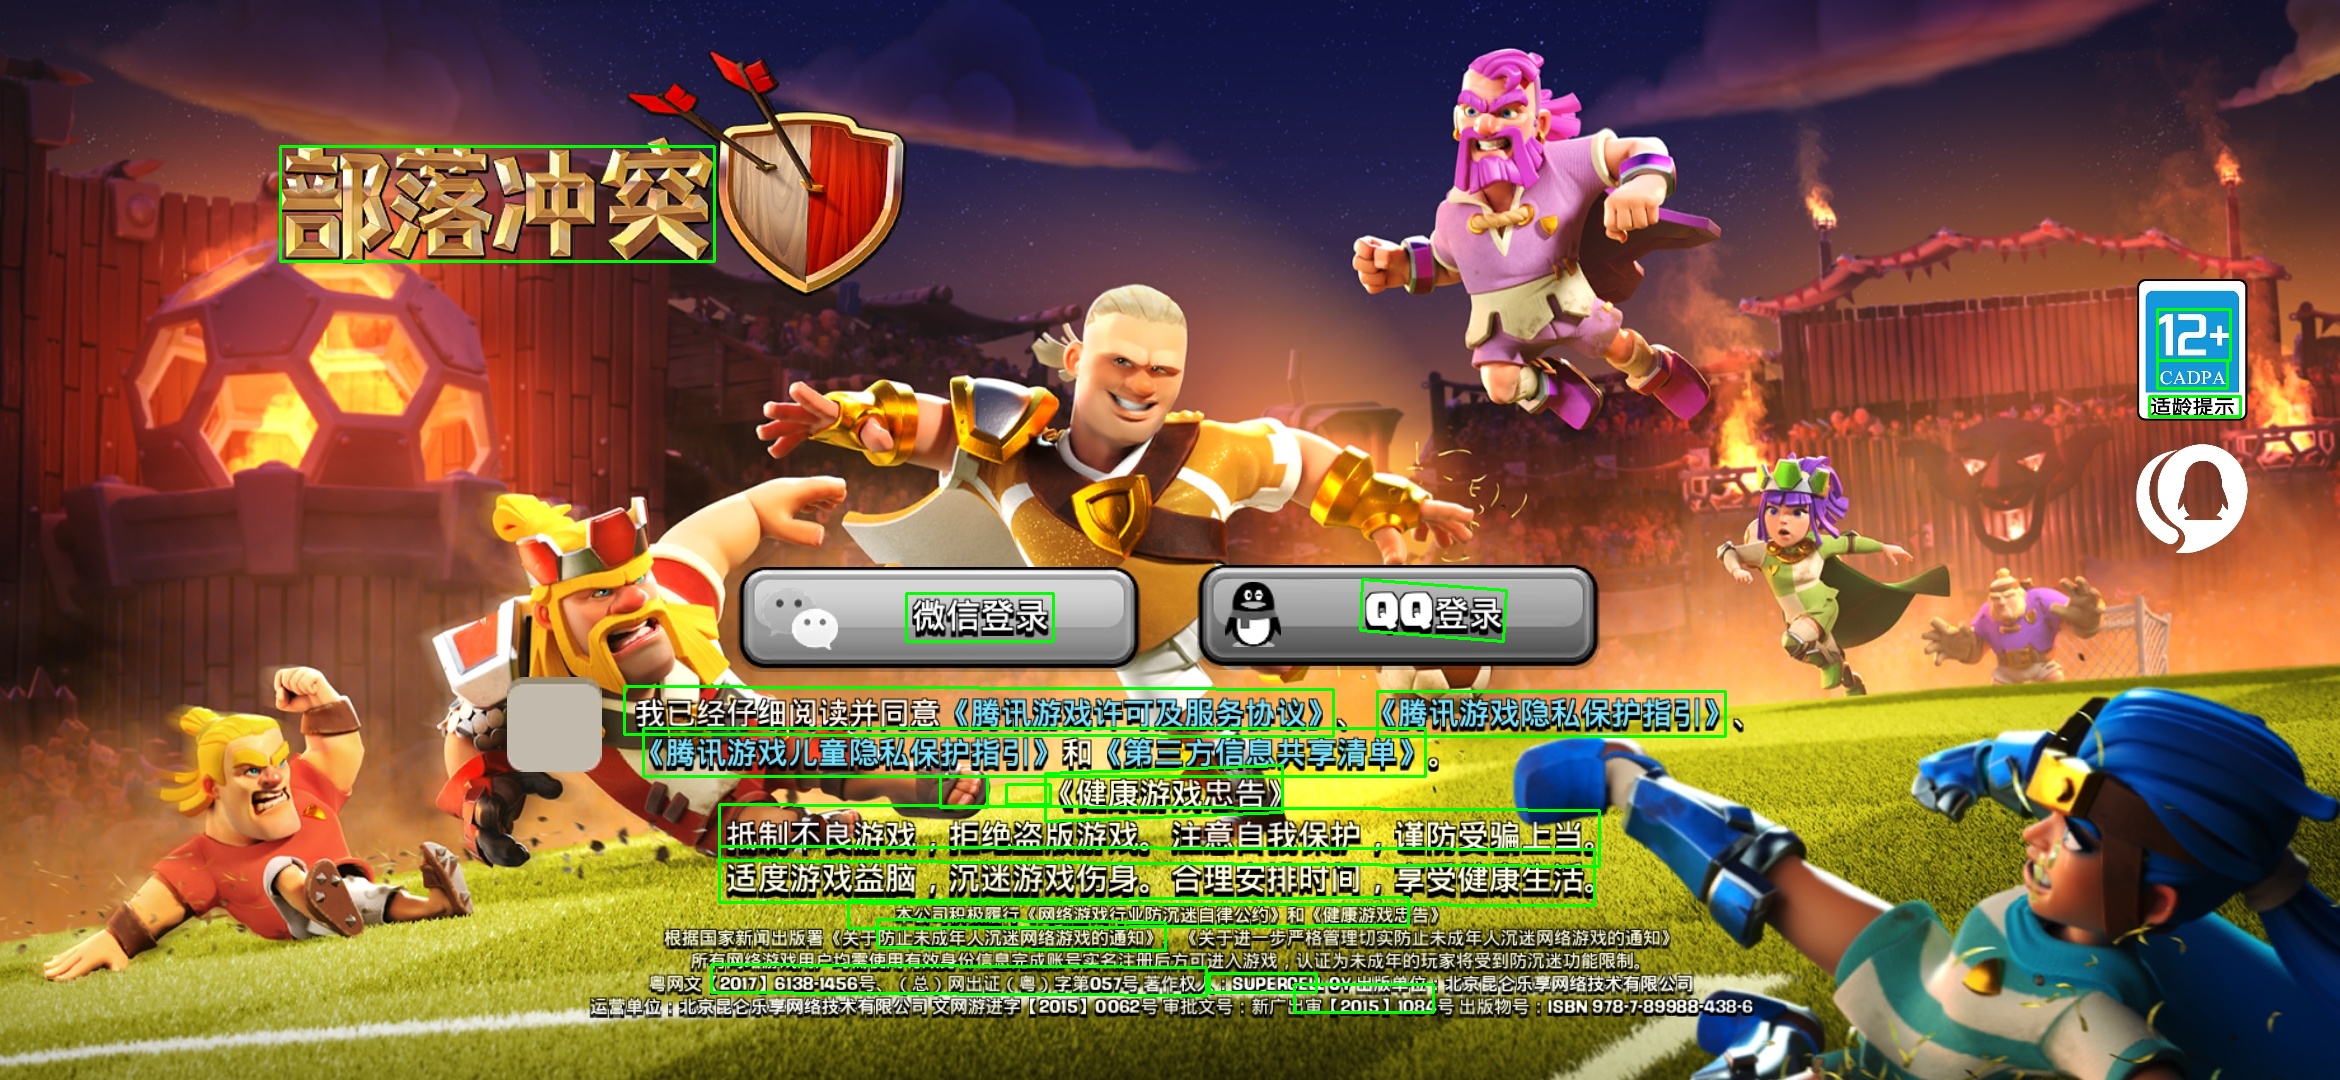 部落冲突
12+
CADPA
适龄提示
微信登录
QQ登录
我已经仔细阅读并同意《腾讯游戏许可及服务协议》、《腾讯游戏隐私保护指引》、
《腾讯游戏儿童隐私保护指引》和《第三方信息共享清单》。
《健康游戏忠告》
抵制不良游戏，拒绝盗版游戏。注意自我保护，谨防受骗上当。
适度游戏益脑，沉迷游戏伤身。合理安排时间，享受健康生活。
本公司积极履行《网络游戏行业防沉迷自律公约》和《健康游戏忠告》
根据国家新闻出版署《关于防止未成年人沉迷网络游戏的通知》《关于进一步严格管理切实防止未成年人沉迷网络游戏的通知》
所有网络游戏用户均需使用有效身份信息完成账号实名注册后方可进入游戏，认证为未成年的玩家将受到防沉迷功能限制。
粤网文【2017】6138-1456号、（总）网出证（粤）字第057号 著作权人：SUPERCELL OY 出版单位：北京昆仑乐享网络技术有限公司
运营单位：北京昆仑乐享网络技术有限公司 文网游进字【2015】0062号 审批文号：新广出审【2015】1084号 出版物号：ISBN 978-7-89988-438-6